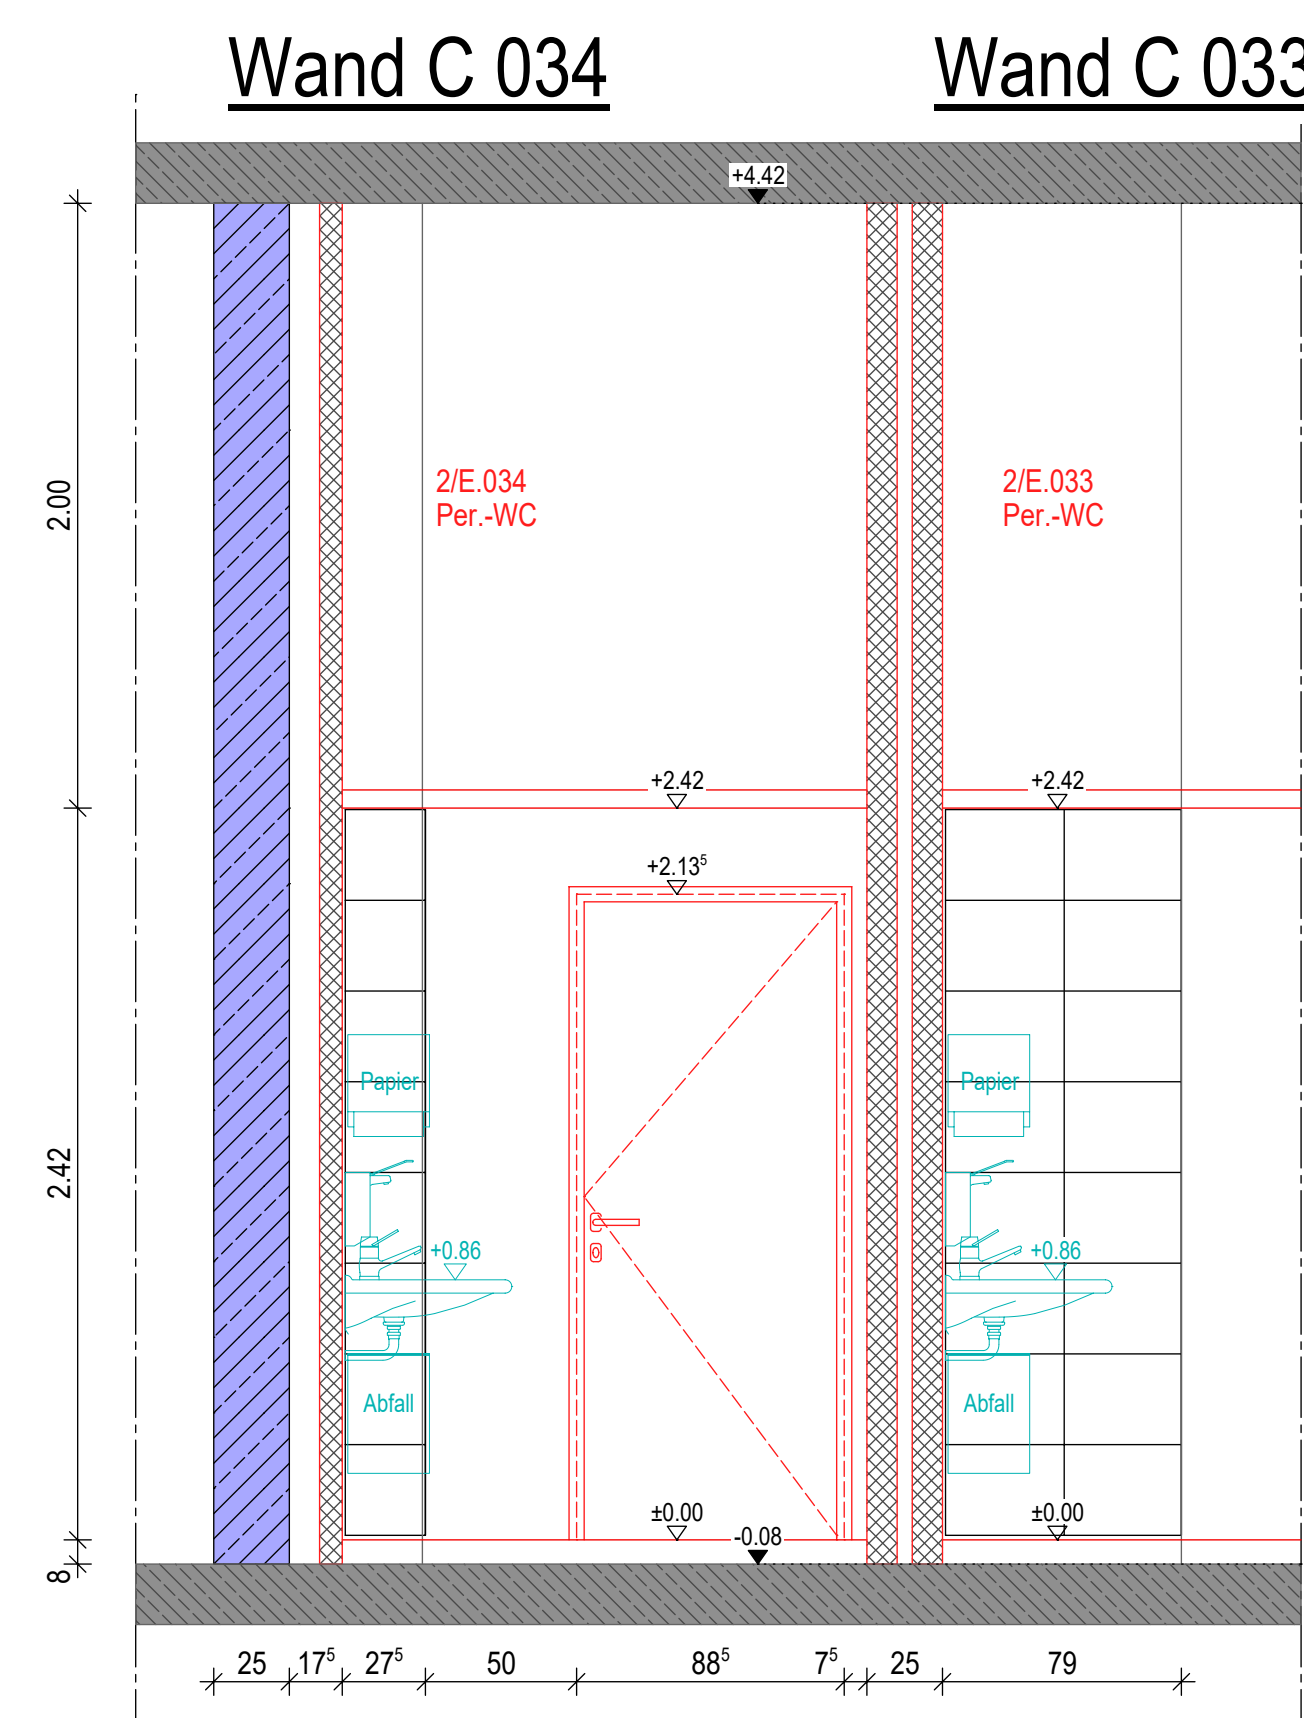 Wand C 034
Wand C 033
+4.42
2.00
2/E.034
Per.-WC
2/E.033
Per.-WC
+2.42
+2.42
+2.13⁵
Papier
Papier
2.42
+0.86
+0.86
Abfall
Abfall
±0.00
±0.00
-0.08
8
25
17⁵
27⁵
50
88⁵
7⁵
25
79